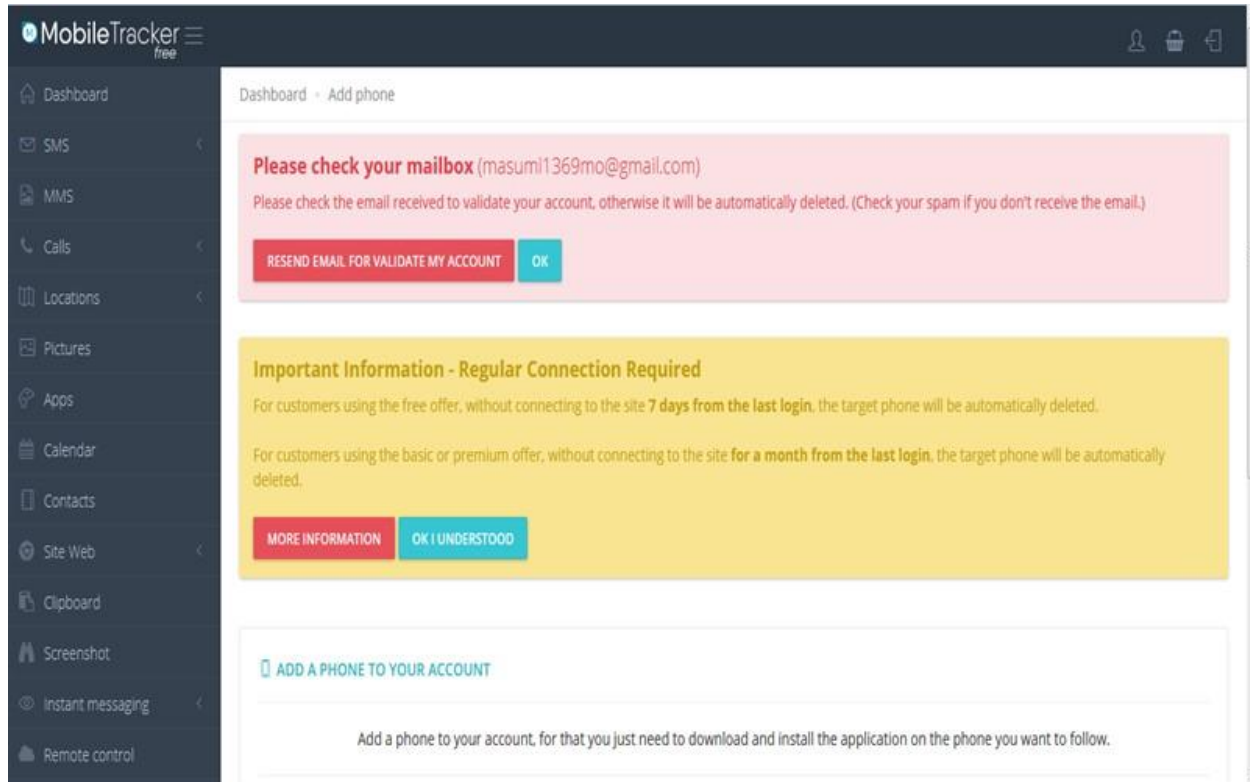 MobileTracker
free
Dashboard
SMS
MMS
Calls
Locations
Pictures
Apps
Calendar
Contacts
Site Web
Clipboard
Screenshot
Instant messaging
Remote control
Dashboard • Add phone
Please check your mailbox (masumi1369mo@gmail.com)
Please check the email received to validate your account, otherwise it will be automatically deleted. (Check your spam if you don't receive the email.)
RESEND EMAIL FOR VALIDATE MY ACCOUNT
OK
Important Information - Regular Connection Required
For customers using the free offer, without connecting to the site 7 days from the last login, the target phone will be automatically deleted.
For customers using the basic or premium offer, without connecting to the site for a month from the last login, the target phone will be automatically
deleted.
MORE INFORMATION
OK I UNDERSTOOD
ADD A PHONE TO YOUR ACCOUNT
Add a phone to your account, for that you just need to download and install the application on the phone you want to follow.